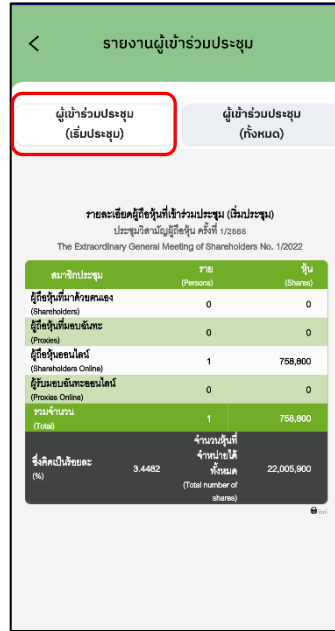 รายงานผู้เข้าร่วมประชุม
ผู้เข้าร่วมประชุม
(เริ่มประชุม)
ผู้เข้าร่วมประชุม
(ทั้งหมด)
รายละเอียดผู้ถือหุ้นที่เข้าร่วมประชุม (เริ่มประชุม)
ประชุมวิสามัญผู้ถือหุ้น ครั้งที่ 1/2565
The Extraordinary General Meeting of Shareholders No. 1/2022
สมาชิกประชุม ราย (Persons) หุ้น (Shares)
ผู้ถือหุ้นที่มาด้วยตนเอง
(Shareholders) 0 0
ผู้ถือหุ้นที่มอบฉันทะ
(Proxies) 0 0
ผู้ถือหุ้นออนไลน์
(Shareholders Online) 1 758,800
ผู้รับมอบฉันทะออนไลน์
(Proxies Online) 0 0
รวมจำนวน
(Total) 1 758,800
ซึ่งคิดเป็นร้อยละ
(%) 3.4482
จำนวนหุ้นที่
จำหน่ายได้
ทั้งหมด
(Total number of
shares)
22,005,900